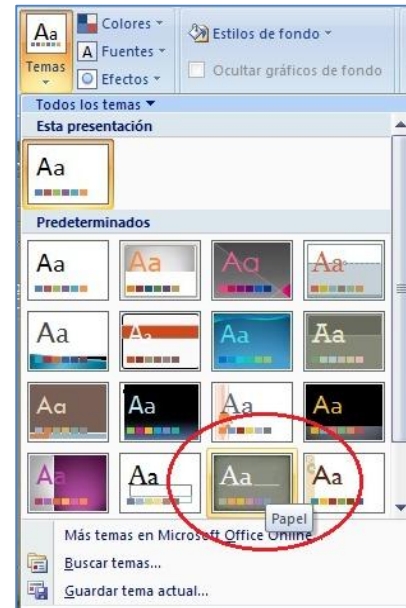 Aa
Temas
Colores
Fuentes
Efectos
Estilos de fondo
Ocultar gráficos de fondo
Todos los temas
Esta presentación
Aa
Predeterminados
Aa Aa Aa Aa
Aa Aa Aa Aa
Aa Aa Aa Aa
Aa Aa Aa Aa
Papel
Más temas en Microsoft Office Online...
Buscar temas...
Guardar tema actual...